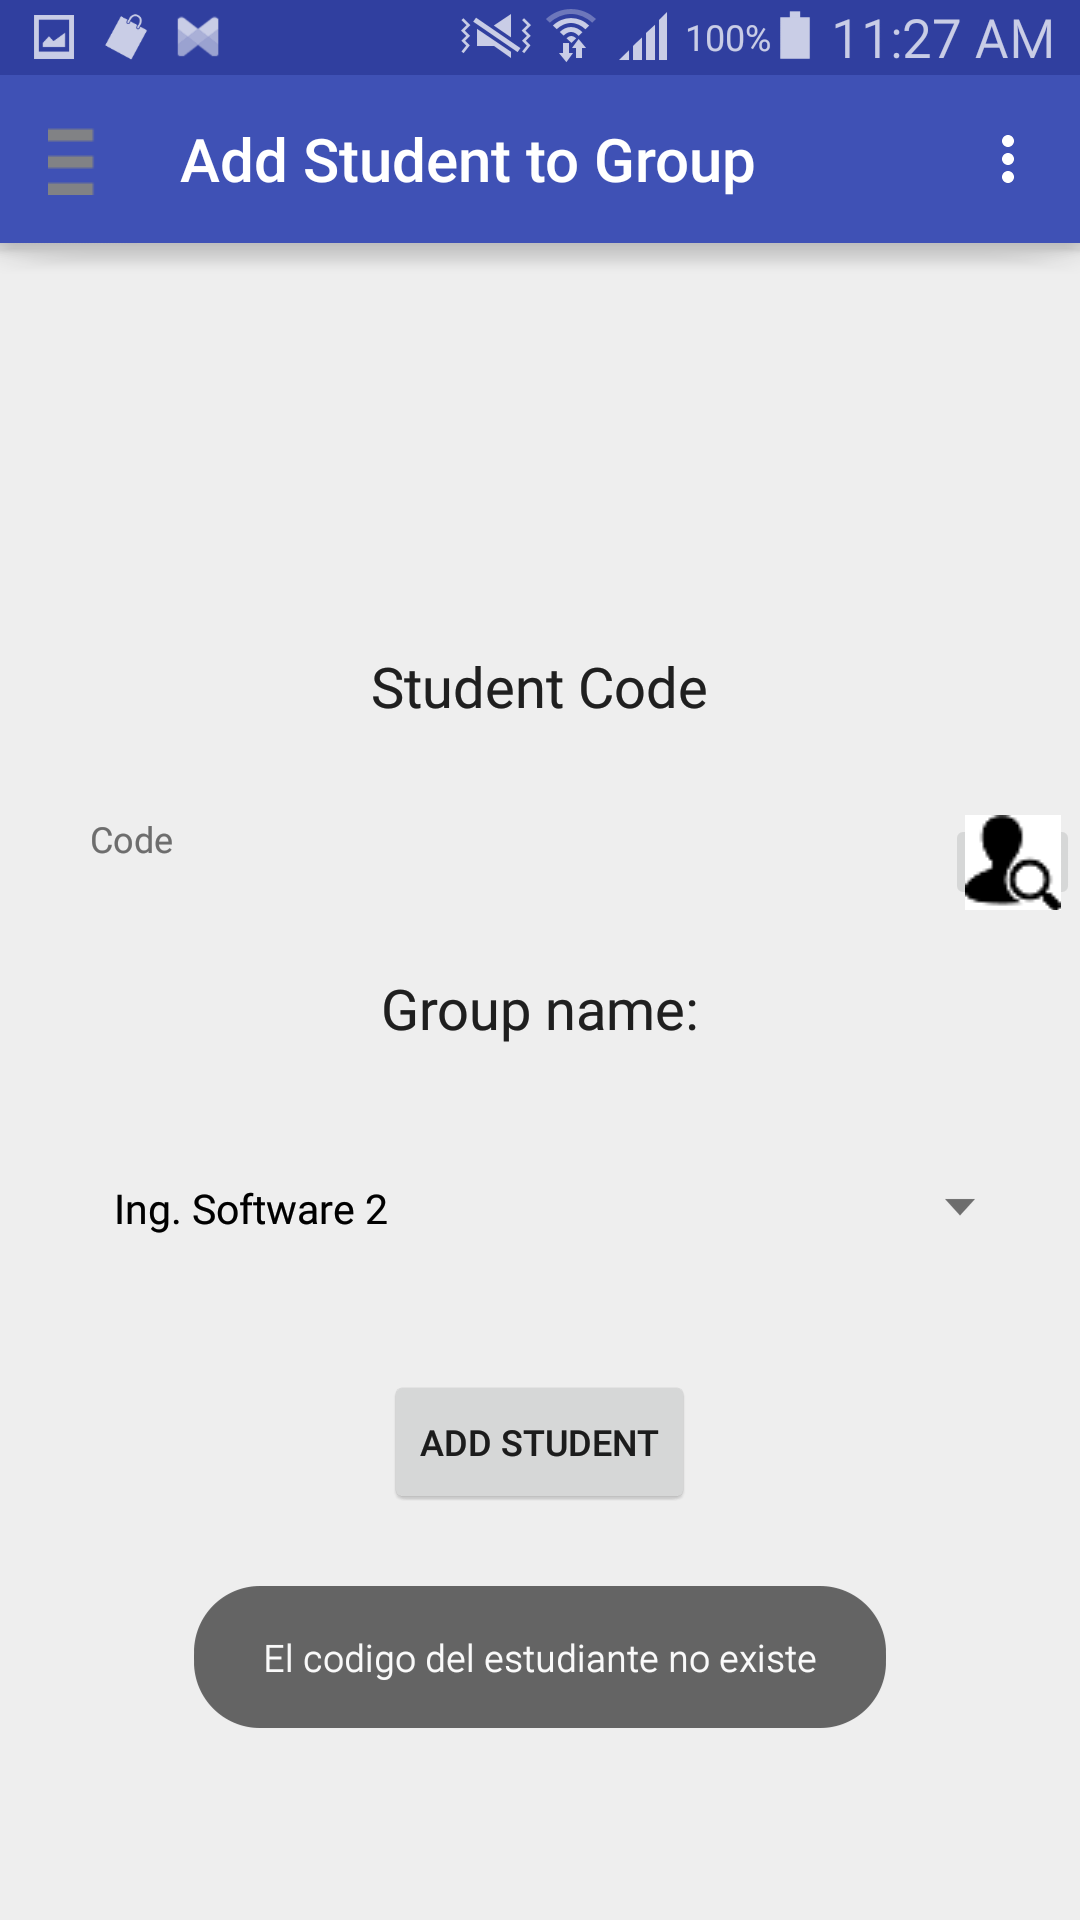 100% 11:27 AM
Add Student to Group
Student Code
Code
Group name:
Ing. Software 2
ADD STUDENT
El codigo del estudiante no existe